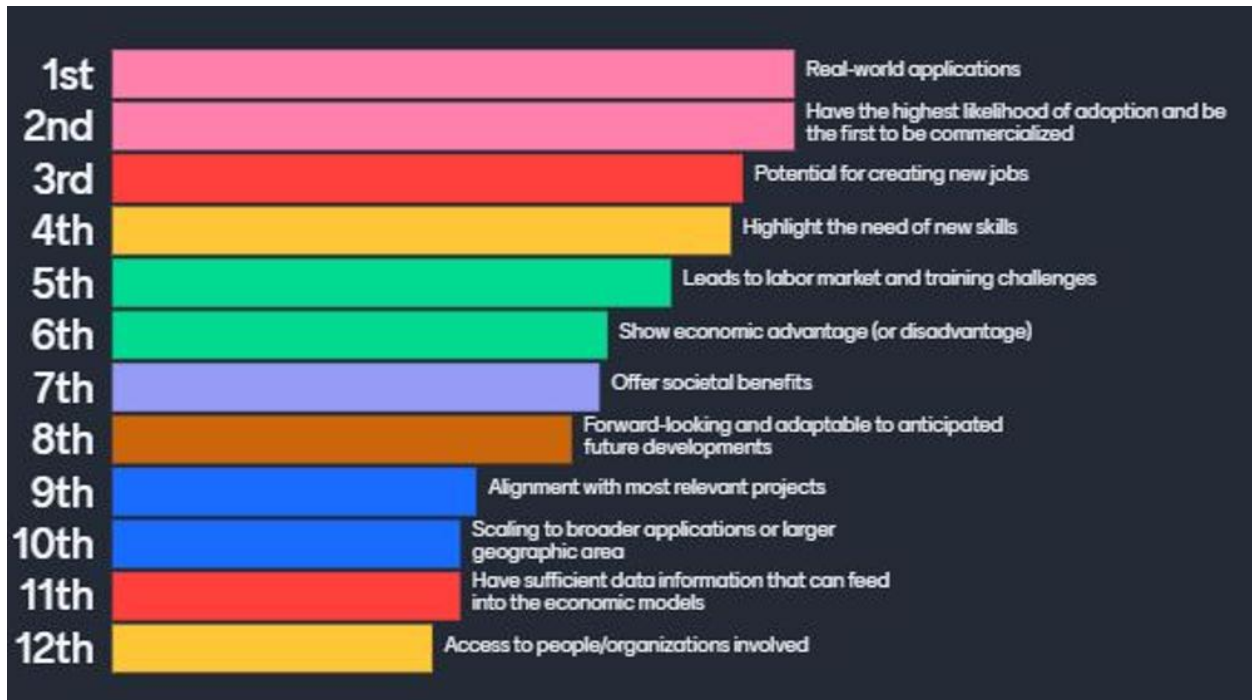 1st
Real-world applications
2nd
Have the highest likelihood of adoption and be
the first to be commercialized
3rd
Potential for creating new jobs
4th
Highlight the need of new skills
5th
Leads to labor market and training challenges
6th
Show economic advantage (or disadvantage)
7th
Offer societal benefits
8th
Forward-looking and adaptable to anticipated
future developments
9th
Alignment with most relevant projects
10th
Scaling to broader applications or larger
geographic area
11th
Have sufficient data information that can feed
into the economic models
12th
Access to people/organizations involved